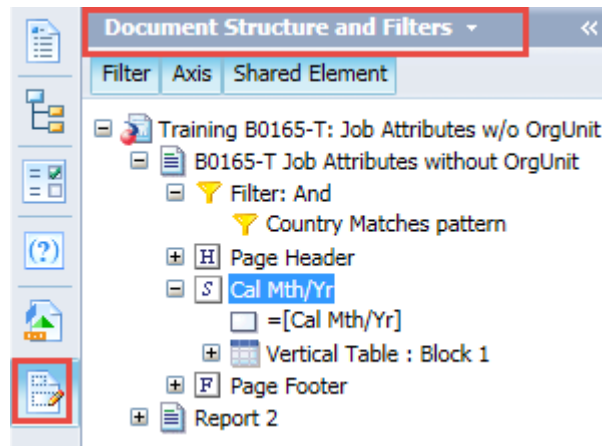 Document Structure and Filters
Filter Axis Shared Element
Training B0165-T: Job Attributes w/o OrgUnit
B0165-T Job Attributes without OrgUnit
Filter: And
Country Matches pattern
H Page Header
S Cal Mth/Yr
=[Cal Mth/Yr]
Vertical Table : Block 1
F Page Footer
Report 2